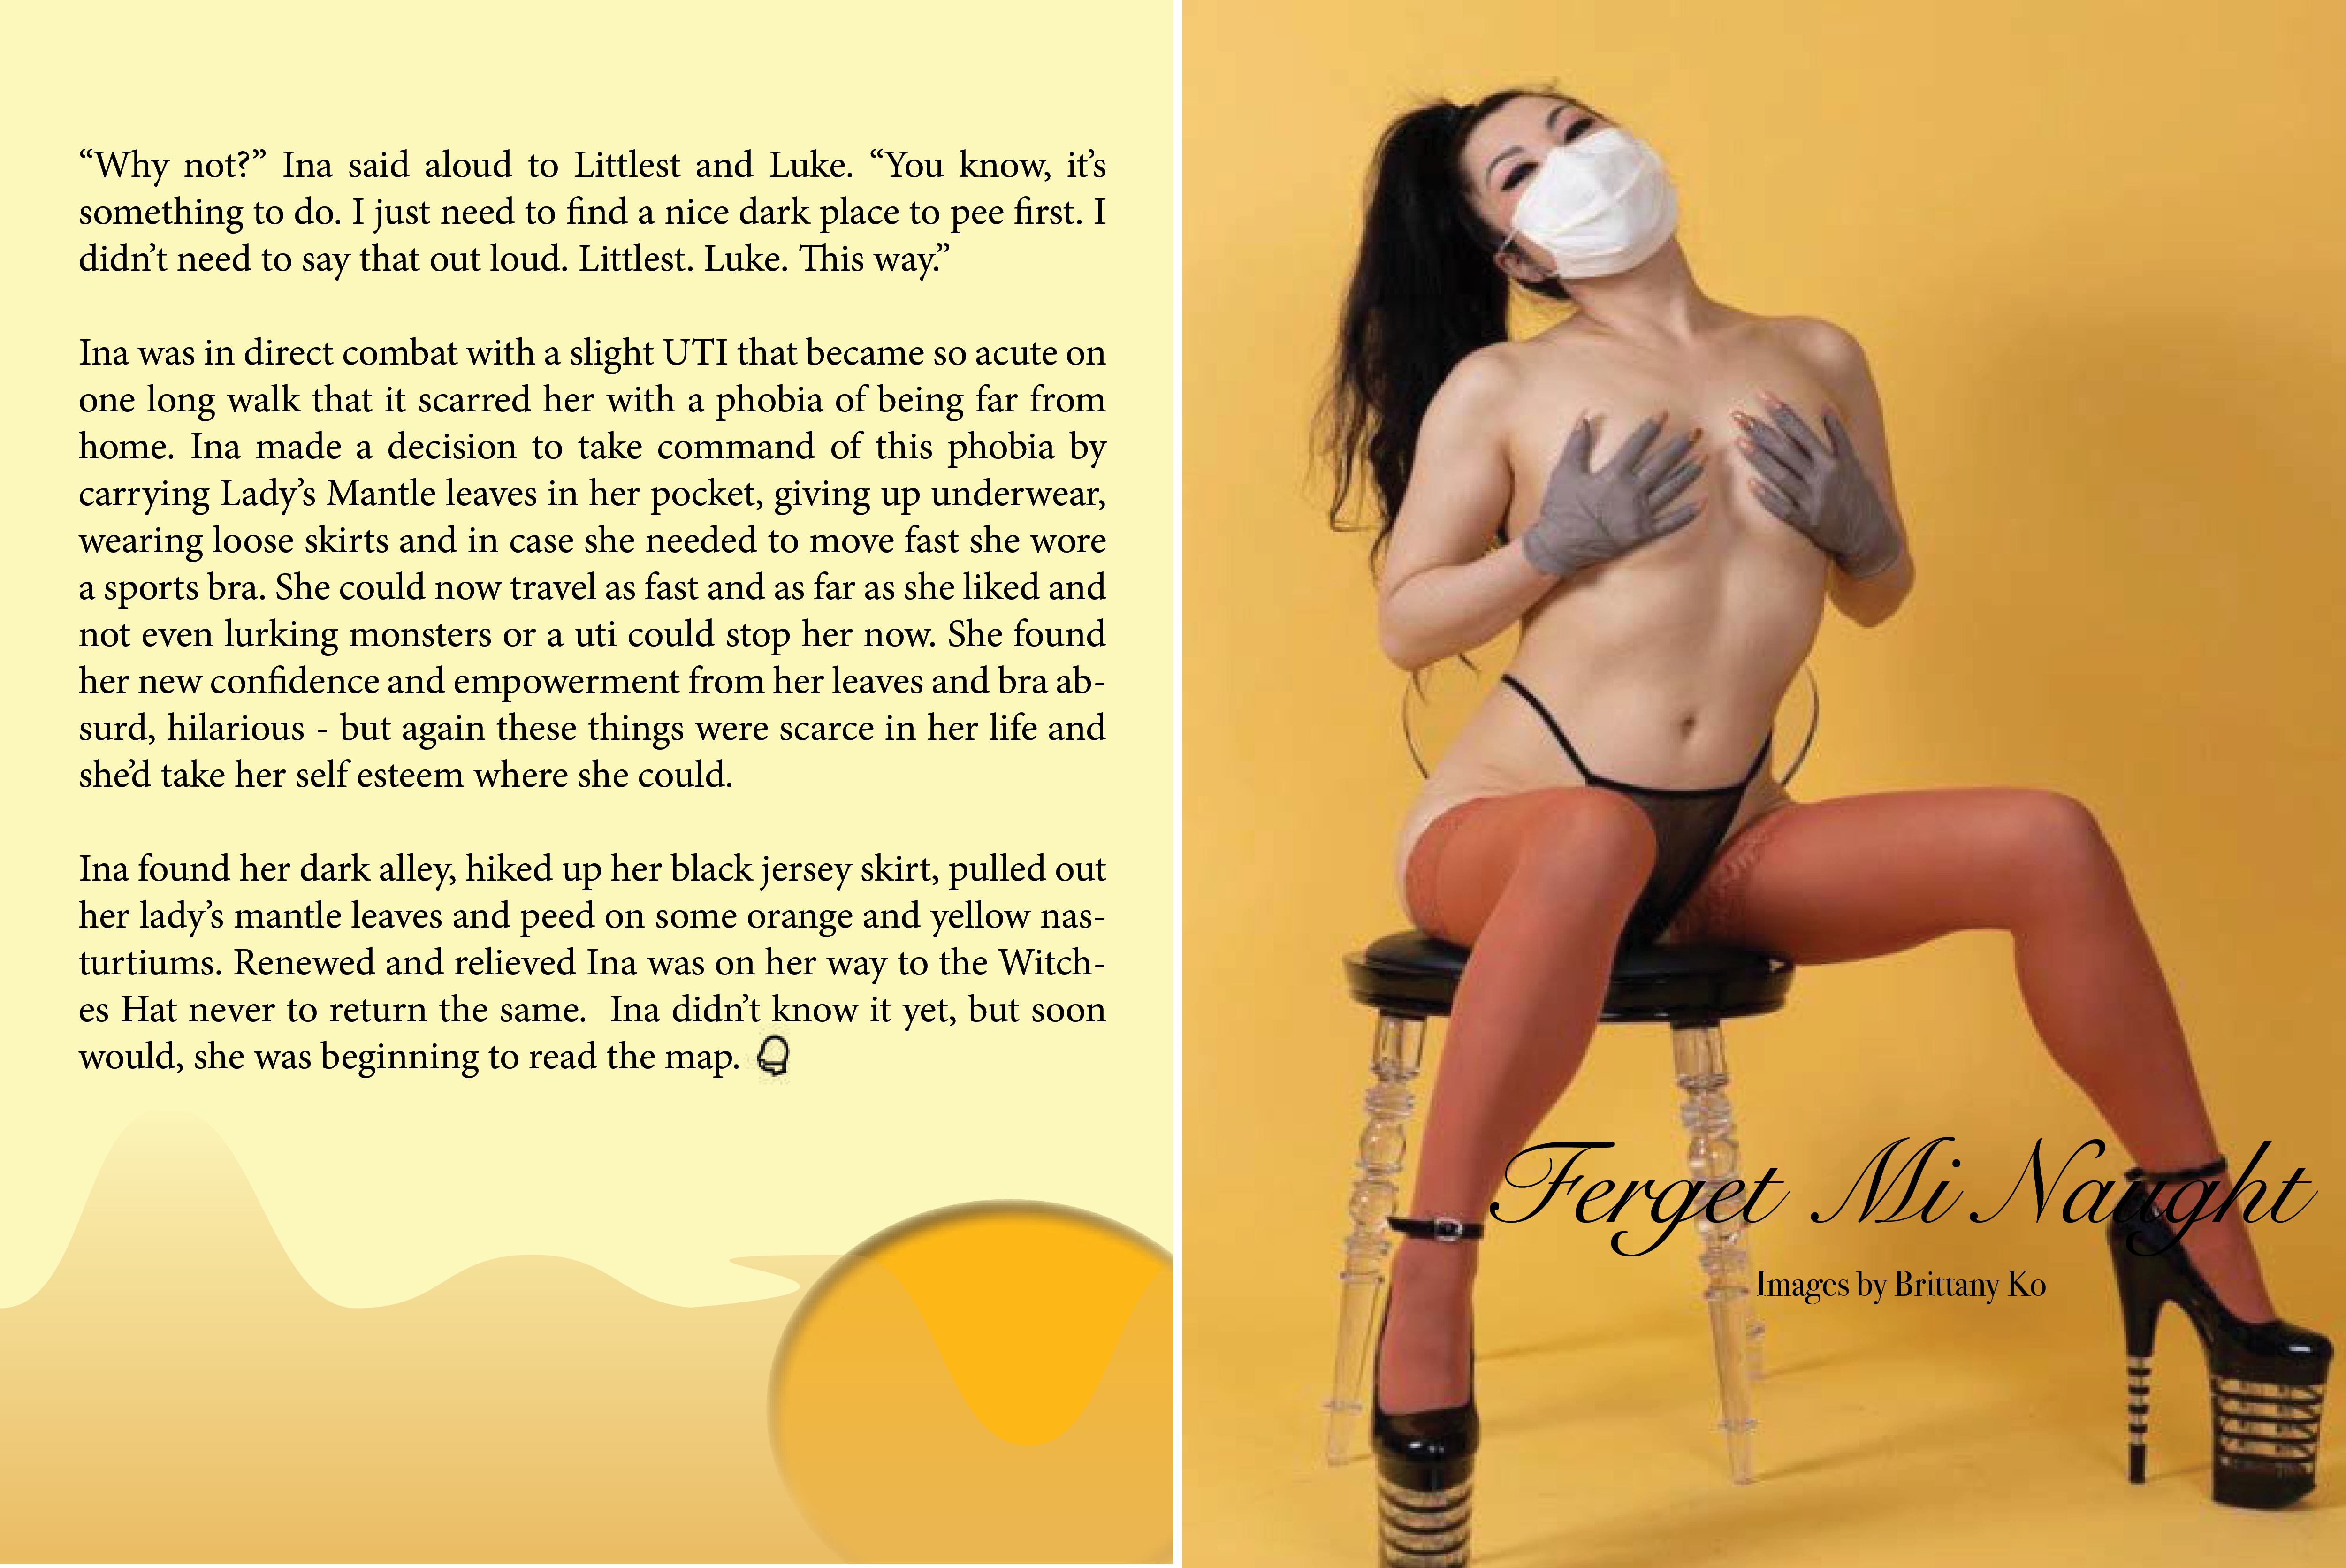 “Why not?” Ina said aloud to Littlest and Luke. “You know, it’s
something to do. I just need to find a nice dark place to pee first. I
didn’t need to say that out loud. Littlest. Luke. This way.”
Ina was in direct combat with a slight UTI that became so acute on
one long walk that it scarred her with a phobia of being far from
home. Ina made a decision to take command of this phobia by
carrying Lady’s Mantle leaves in her pocket, giving up underwear,
wearing loose skirts and in case she needed to move fast she wore
a sports bra. She could now travel as fast and as far as she liked and
not even lurking monsters or a uti could stop her now. She found
her new confidence and empowerment from her leaves and bra ab-
surd, hilarious - but again these things were scarce in her life and
she’d take her self esteem where she could.
Ina found her dark alley, hiked up her black jersey skirt, pulled out
her lady’s mantle leaves and peed on some orange and yellow nas-
turtiums. Renewed and relieved Ina was on her way to the Witch-
es Hat never to return the same.  Ina didn’t know it yet, but soon
would, she was beginning to read the map.
Ferget Mi Naught
Images by Brittany Ko